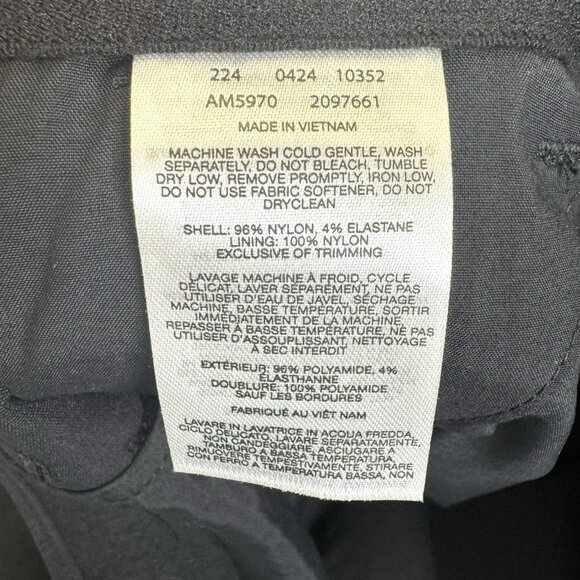 224 0424 10352
AM5970 2097661
MADE IN VIETNAM
MACHINE WASH COLD GENTLE, WASH
SEPARATELY, DO NOT BLEACH, TUMBLE
DRY LOW, REMOVE PROMPTLY, IRON LOW,
DO NOT USE FABRIC SOFTENER, DO NOT
DRYCLEAN
SHELL: 96% NYLON, 4% ELASTANE
LINING: 100% NYLON
EXCLUSIVE OF TRIMMING
LAVAGE MACHINE À FROID, CYCLE
DÉLICAT, LAVER SÉPARÉMENT, NE PAS
UTILISER D'EAU DE JAVEL, SÉCHAGE
MACHINE, BASSE TEMPÉRATURE, SORTIR
IMMÉDIATEMENT DE LA MACHINE,
REPASSER À BASSE TEMPÉRATURE, NE PAS
UTILISER D'ASSOUPLISSANT, NETTOYAGE
À SEC INTERDIT
EXTÉRIEUR: 96% POLYAMIDE, 4%
ÉLASTHANNE
DOUBLURE: 100% POLYAMIDE
SAUF LES BORDURES
FABRIQUÉ AU VIÊT NAM
LAVARE IN LAVATRICE IN ACQUA FREDDA,
CICLO DELICATO, LAVARE SEPARATAMENTE,
NON CANDEGGIARE, ASCIUGARE A
TAMBURO A BASSA TEMPERATURA,
RIMUOVERE TEMPESTIVAMENTE, STIRARE
CON FERRO A TEMPERATURA BASSA, NON